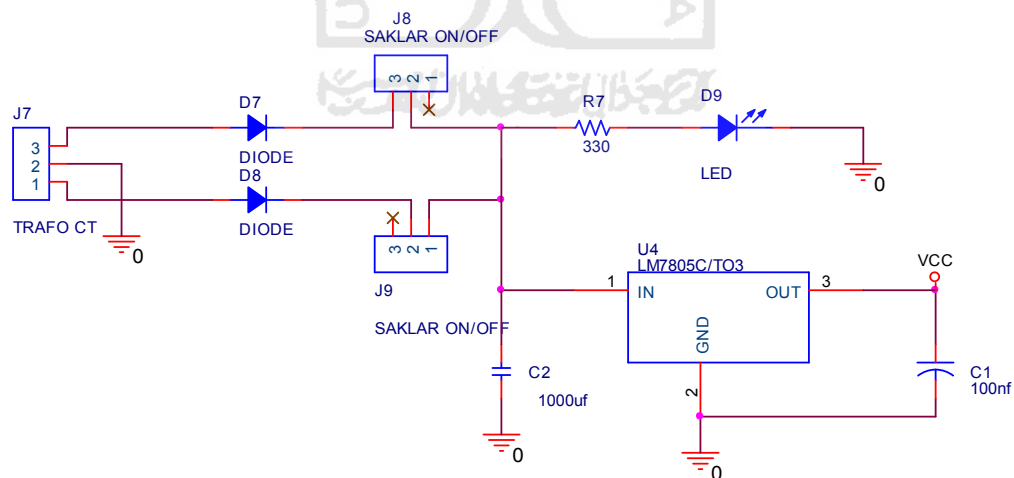 J8
SAKLAR ON/OFF
3 2 1
J7
3
2
1
TRAFO CT
0
D7
DIODE
D8
DIODE
R7
330
D9
LED
0
3 2 1
J9
SAKLAR ON/OFF
U4
LM7805C/TO3
1
IN
OUT
3
GND
2
VCC
C2
1000uf
0
C1
100nf
0